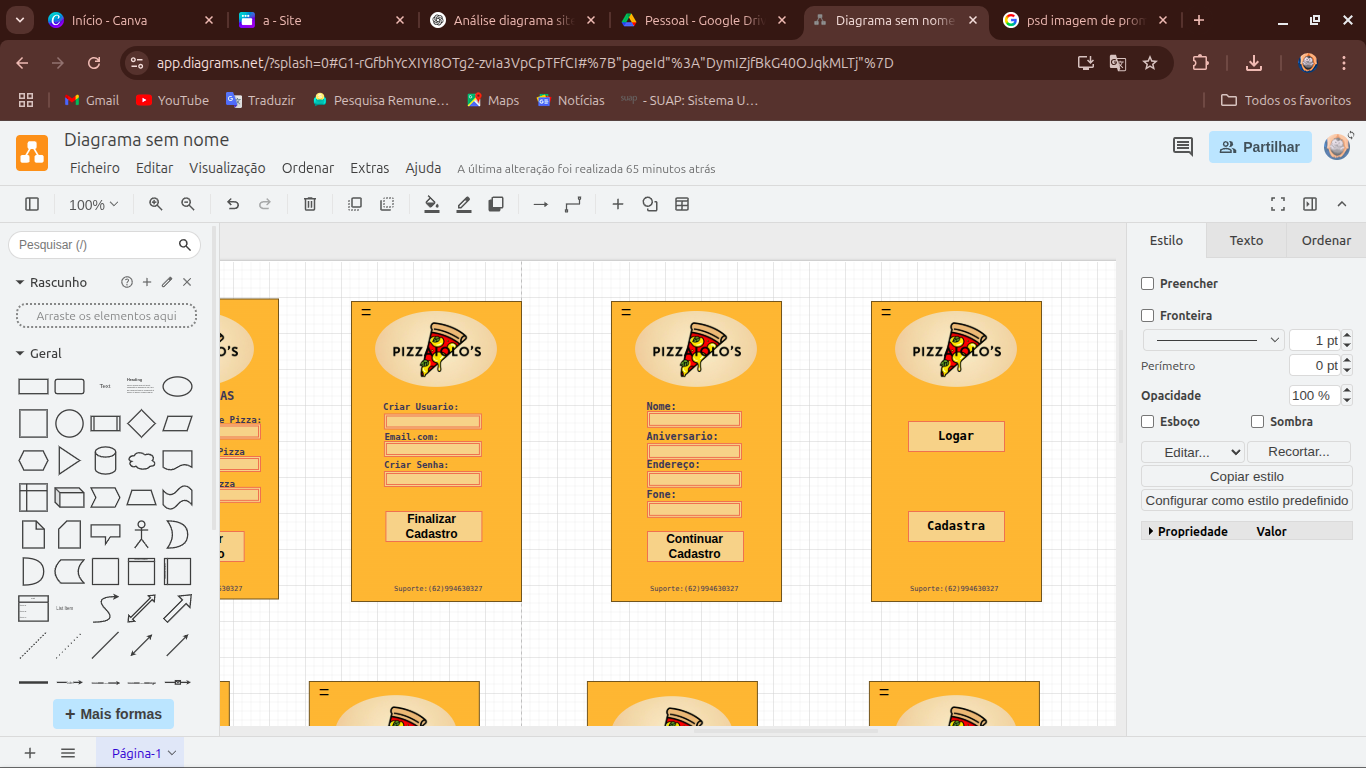 Início - Canva
a - Site
Análise diagrama site
Pessoal - Google Driv
Diagrama sem nome
psd imagem de pron
app.diagrams.net/?splash=0#G1-rGfbhYcXIYI8OTg2-zvIa3VpCpTFfCI#%7B"pageId"%3A"DymIZjfBkG40OJqkMLTj"%7D
Gmail
YouTube
Traduzir
Pesquisa Remune…
Maps
Notícias
suap
- SUAP: Sistema U…
Todos os favoritos
Diagrama sem nome
Ficheiro
Editar
Visualização
Ordenar
Extras
Ajuda
A última alteração foi realizada 65 minutos atrás
Partilhar
100%
Pesquisar (/)
Rascunho
Arraste os elementos aqui
Geral
Text
Heading
List Item
+ Mais formas
AS
e Pizza:
Pizza
zza
r
o
630327
O'S
=
PIZZAIOLO'S
Criar Usuario:
Email.com:
Criar Senha:
Finalizar
Cadastro
Suporte:(62)994630327
=
PIZZAIOLO'S
Nome:
Aniversario:
Endereço:
Fone:
Continuar
Cadastro
Suporte:(62)994630327
=
PIZZAIOLO'S
Logar
Cadastra
Suporte:(62)994630327
=
=
Estilo
Texto
Ordenar
Preencher
Fronteira
1 pt
Perímetro
0 pt
Opacidade
100 %
Esboço
Sombra
Editar...
Recortar...
Copiar estilo
Configurar como estilo predefinido
Propriedade
Valor
Página-1